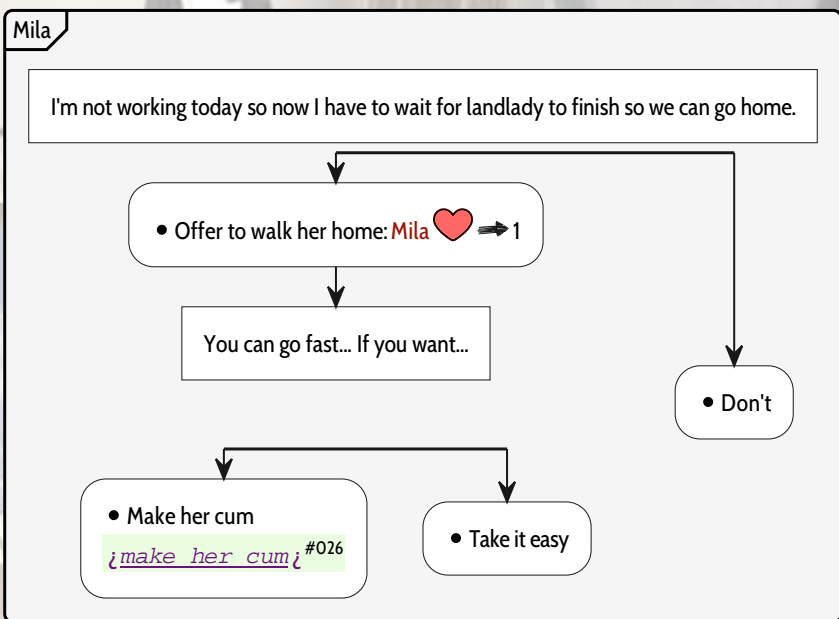 Mila
I'm not working today so now I have to wait for landlady to finish so we can go home.
• Offer to walk her home: Mila 1
You can go fast... If you want...
• Don't
• Make her cum
¿make her cum¿ #026
• Take it easy